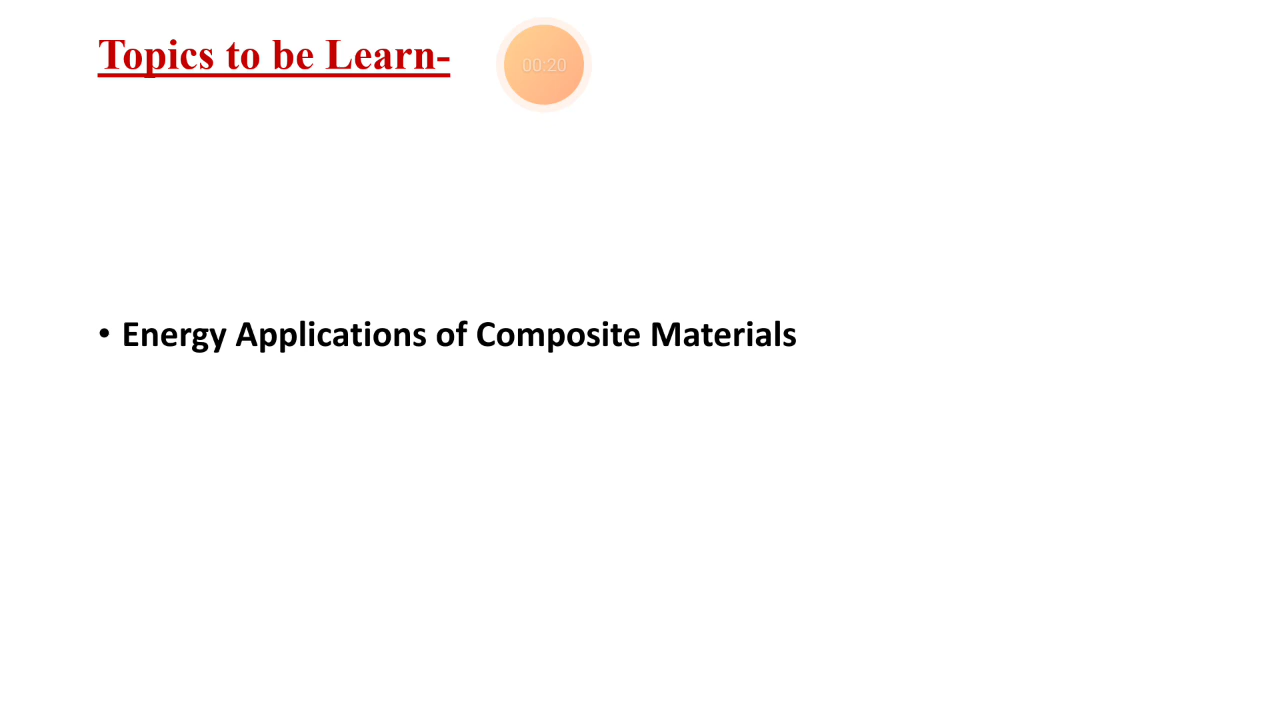 Topics to be Learn-
00:20
• Energy Applications of Composite Materials